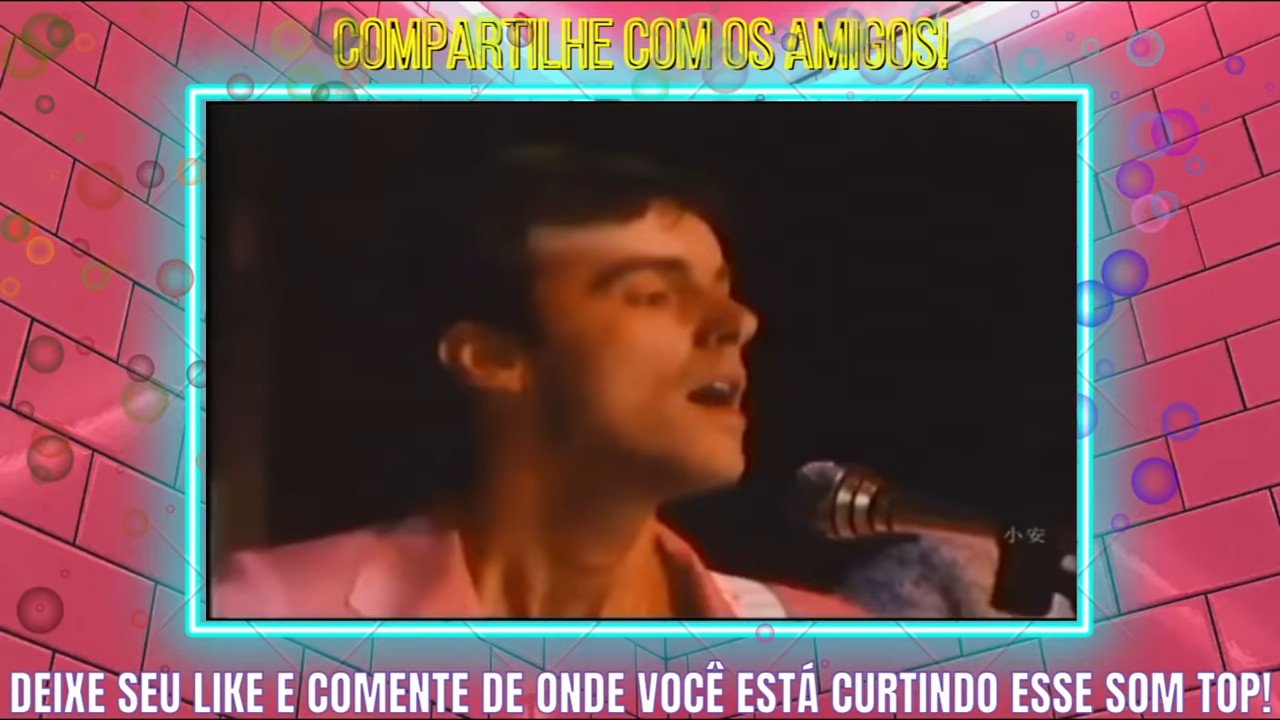 COMPARTILHE COM OS AMIGOS!
小安
DEIXE SEU LIKE E COMENTE DE ONDE VOCÊ ESTÁ CURTINDO ESSE SOM TOP!